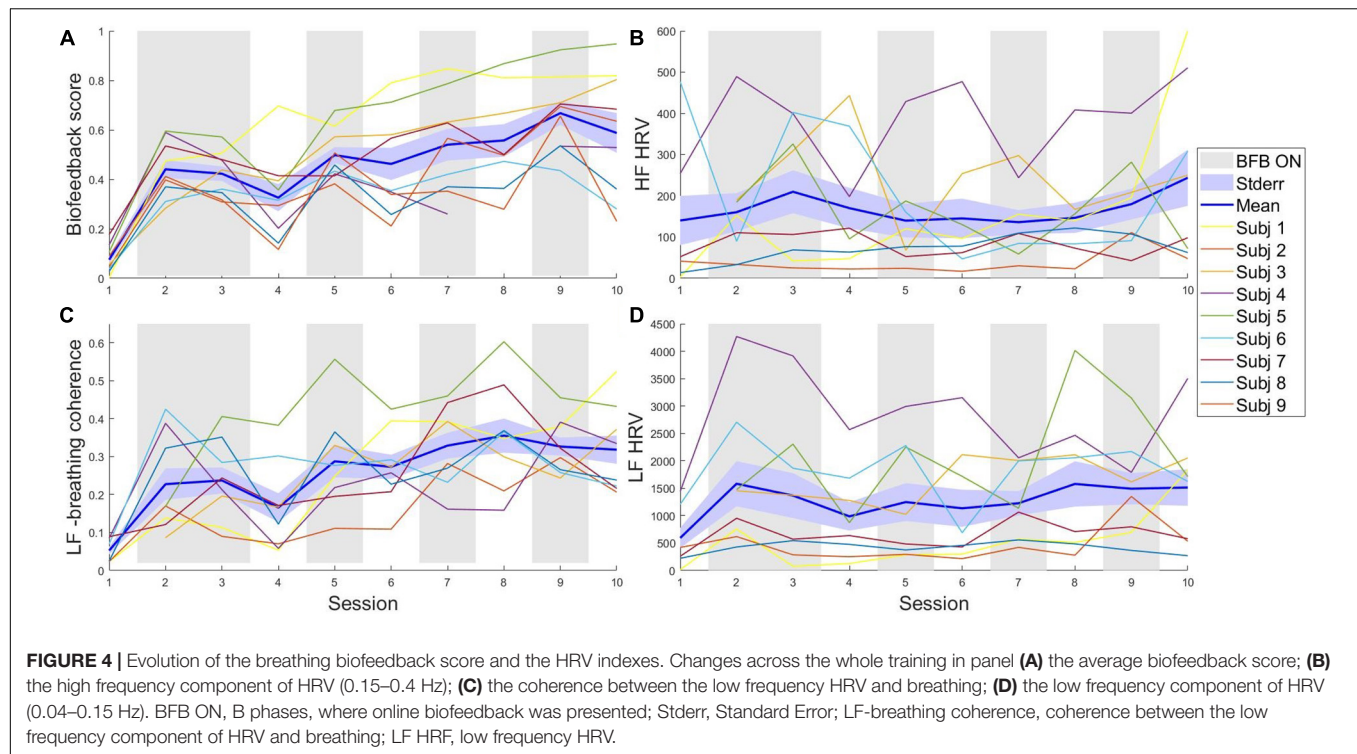 A
Biofeedback score
1
0.8
0.6
0.4
0.2
0
1 2 3 4 5 6 7 8 9 10
B
HF HRV
600
500
400
300
200
100
0
1 2 3 4 5 6 7 8 9 10
C
LF -breathing coherence
0.6
0.5
0.4
0.3
0.2
0.1
0
1 2 3 4 5 6 7 8 9 10
Session
D
LF HRV
4500
4000
3500
3000
2500
2000
1500
1000
500
0
1 2 3 4 5 6 7 8 9 10
Session
BFB ON
Stderr
Mean
Subj 1
Subj 2
Subj 3
Subj 4
Subj 5
Subj 6
Subj 7
Subj 8
Subj 9
FIGURE 4 | Evolution of the breathing biofeedback score and the HRV indexes. Changes across the whole training in panel (A) the average biofeedback score; (B)
the high frequency component of HRV (0.15–0.4 Hz); (C) the coherence between the low frequency HRV and breathing; (D) the low frequency component of HRV
(0.04–0.15 Hz). BFB ON, B phases, where online biofeedback was presented; Stderr, Standard Error; LF-breathing coherence, coherence between the low
frequency component of HRV and breathing; LF HRF, low frequency HRV.